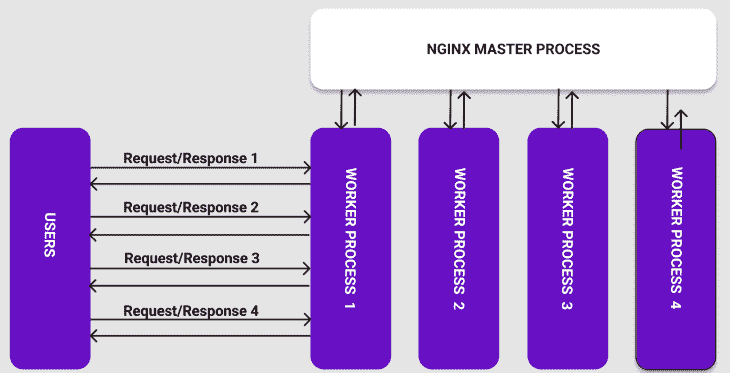 NGINX MASTER PROCESS
USERS
Request/Response 1
Request/Response 2
Request/Response 3
Request/Response 4
WORKER PROCESS 1
WORKER PROCESS 2
WORKER PROCESS 3
WORKER PROCESS 4